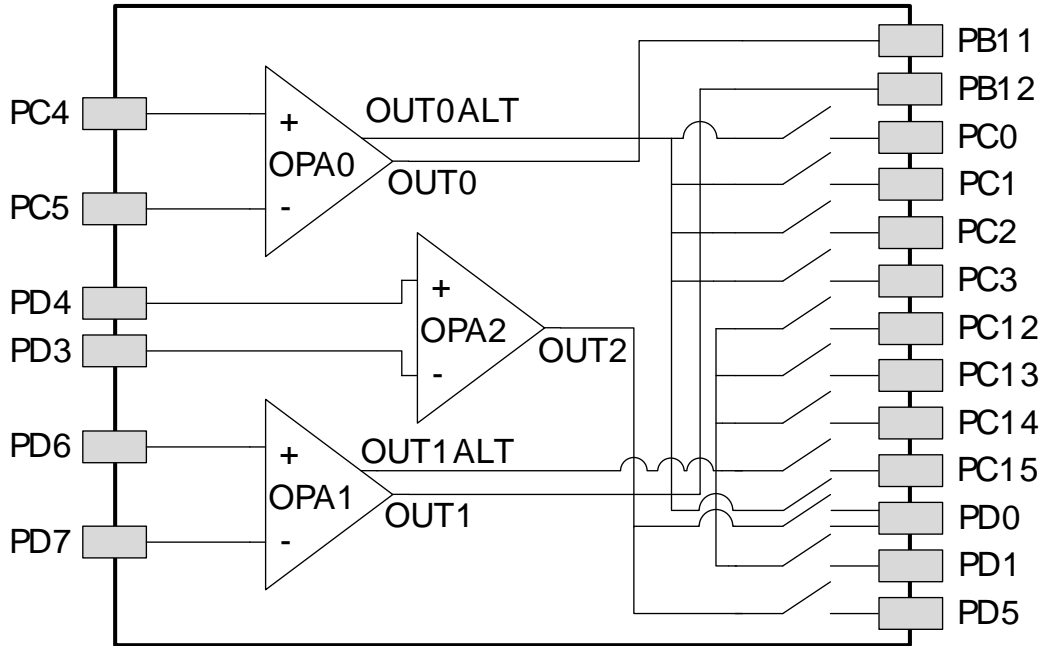 PC4
PC5
PD4
PD3
PD6
PD7
+
OPA0
-
OUT0ALT
OUT0
+
OPA2
-
OUT2
+
OPA1
-
OUT1ALT
OUT1
PB11
PB12
PC0
PC1
PC2
PC3
PC12
PC13
PC14
PC15
PD0
PD1
PD5